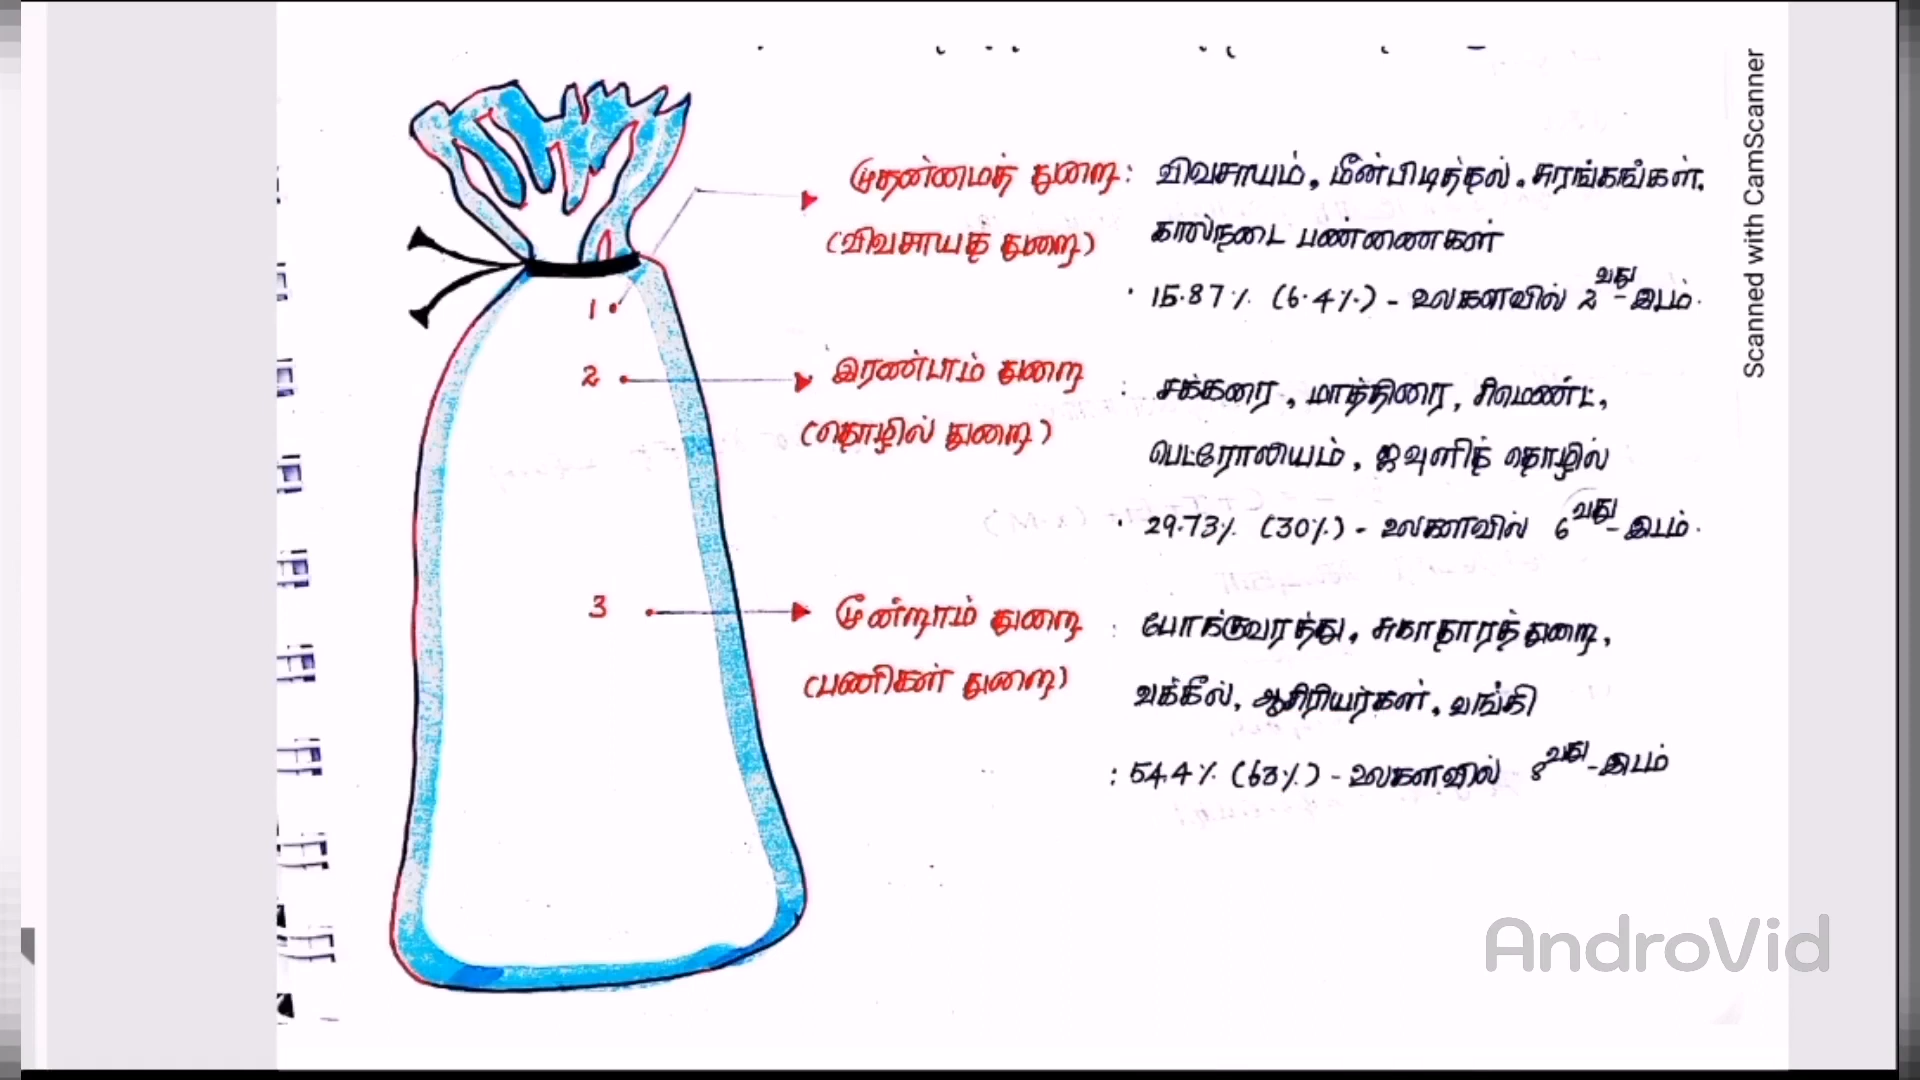 முதன்மைத் துறை : விவசாயம், மீன்பிடித்தல், சுரங்கங்கள்,
(விவசாயத் துறை) கால்நடை பண்ணைகள்
1 · 15.87% (6.4%) - உலகளவில் 2வது இடம்.
2 இரண்டாம் துறை : சக்கரை, மாத்திரை, சிமெண்ட்,
(தொழில் துறை) பெட்ரோலியம், ஜவுளித் தொழில்
· 29.73% (30%) - உலகளவில் 6வது - இடம்.
3 மூன்றாம் துறை : போக்குவரத்து, சுகாதாரத்துறை,
(பணிகள் துறை) வக்கீல், ஆசிரியர்கள், வங்கி
: 54.4% (63%) - உலகளவில் 8வது - இடம்
Scanned with CamScanner
AndroVid